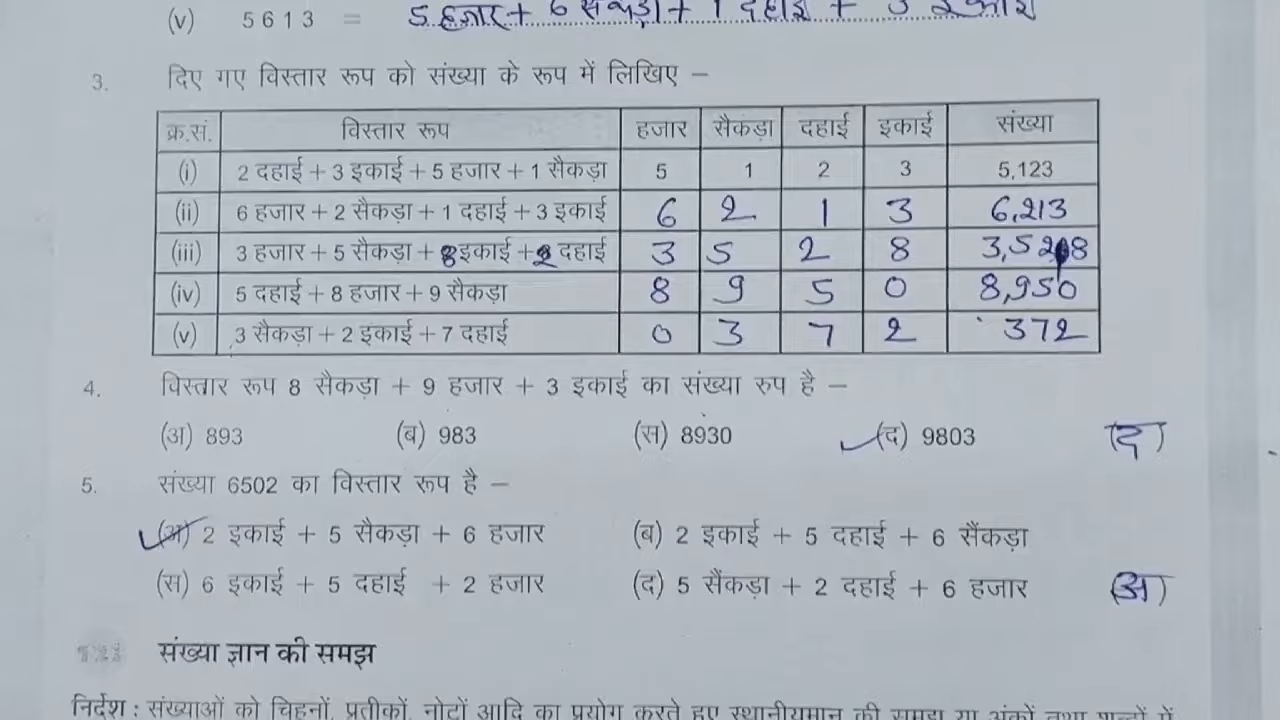 (v) 5613 = 5 हजार + 6 सैकड़ा + 1 दहाई + 3 इकाई
3. दिए गए विस्तार रूप को संख्या के रूप में लिखिए –
क्र.सं. विस्तार रूप हजार सैकड़ा दहाई इकाई संख्या
(i) 2 दहाई + 3 इकाई + 5 हजार + 1 सैकड़ा 5 1 2 3 5,123
(ii) 6 हजार + 2 सैकड़ा + 1 दहाई + 3 इकाई 6 2 1 3 6,213
(iii) 3 हजार + 5 सैकड़ा + 8 इकाई + 2 दहाई 3 5 2 8 3,528
(iv) 5 दहाई + 8 हजार + 9 सैकड़ा 8 9 5 0 8,950
(v) 3 सैकड़ा + 2 इकाई + 7 दहाई 0 3 7 2 372
4. विस्तार रूप 8 सैकड़ा + 9 हजार + 3 इकाई का संख्या रुप है –
(अ) 893 (ब) 983 (स) 8930 (द) 9803 (द)
5. संख्या 6502 का विस्तार रूप है –
(अ) 2 इकाई + 5 सैकड़ा + 6 हजार (ब) 2 इकाई + 5 दहाई + 6 सैंकड़ा
(स) 6 इकाई + 5 दहाई + 2 हजार (द) 5 सैंकड़ा + 2 दहाई + 6 हजार (अ)
संख्या ज्ञान की समझ
निर्देश : संख्याओं को चिहनों, प्रतीकों, नोटों आदि का प्रयोग करते हुए स्थानीयमान की समझ या अंकों तथा शब्दों में